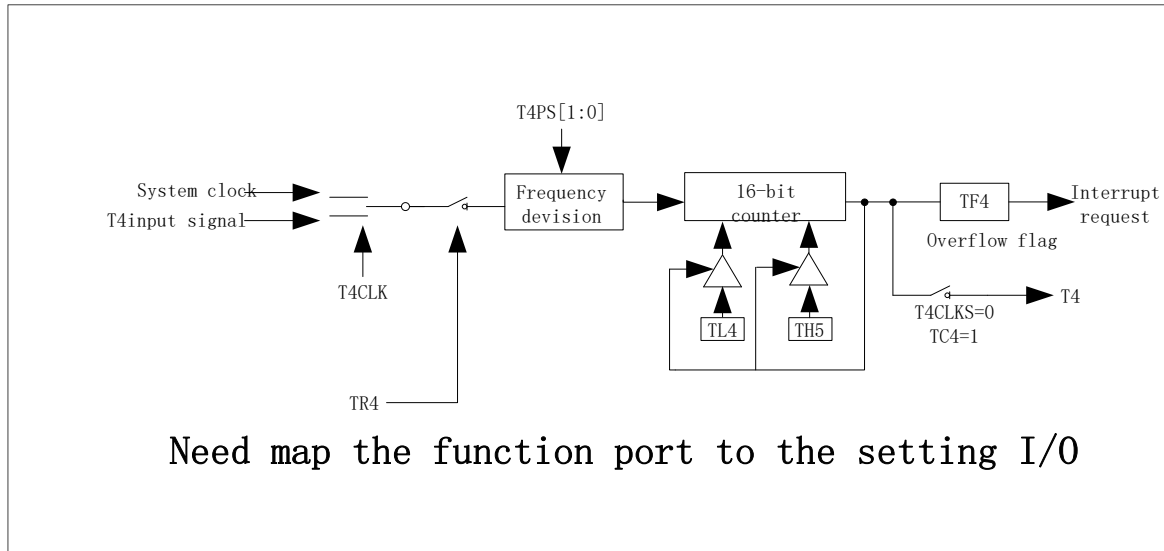 T4PS[1:0]
System clock
T4input signal
Frequency
devision
16-bit
counter
TF4
Interrupt
request
Overflow flag
T4CLK
TL4
TH5
T4
T4CLKS=0
TC4=1
TR4
Need map the function port to the setting I/O